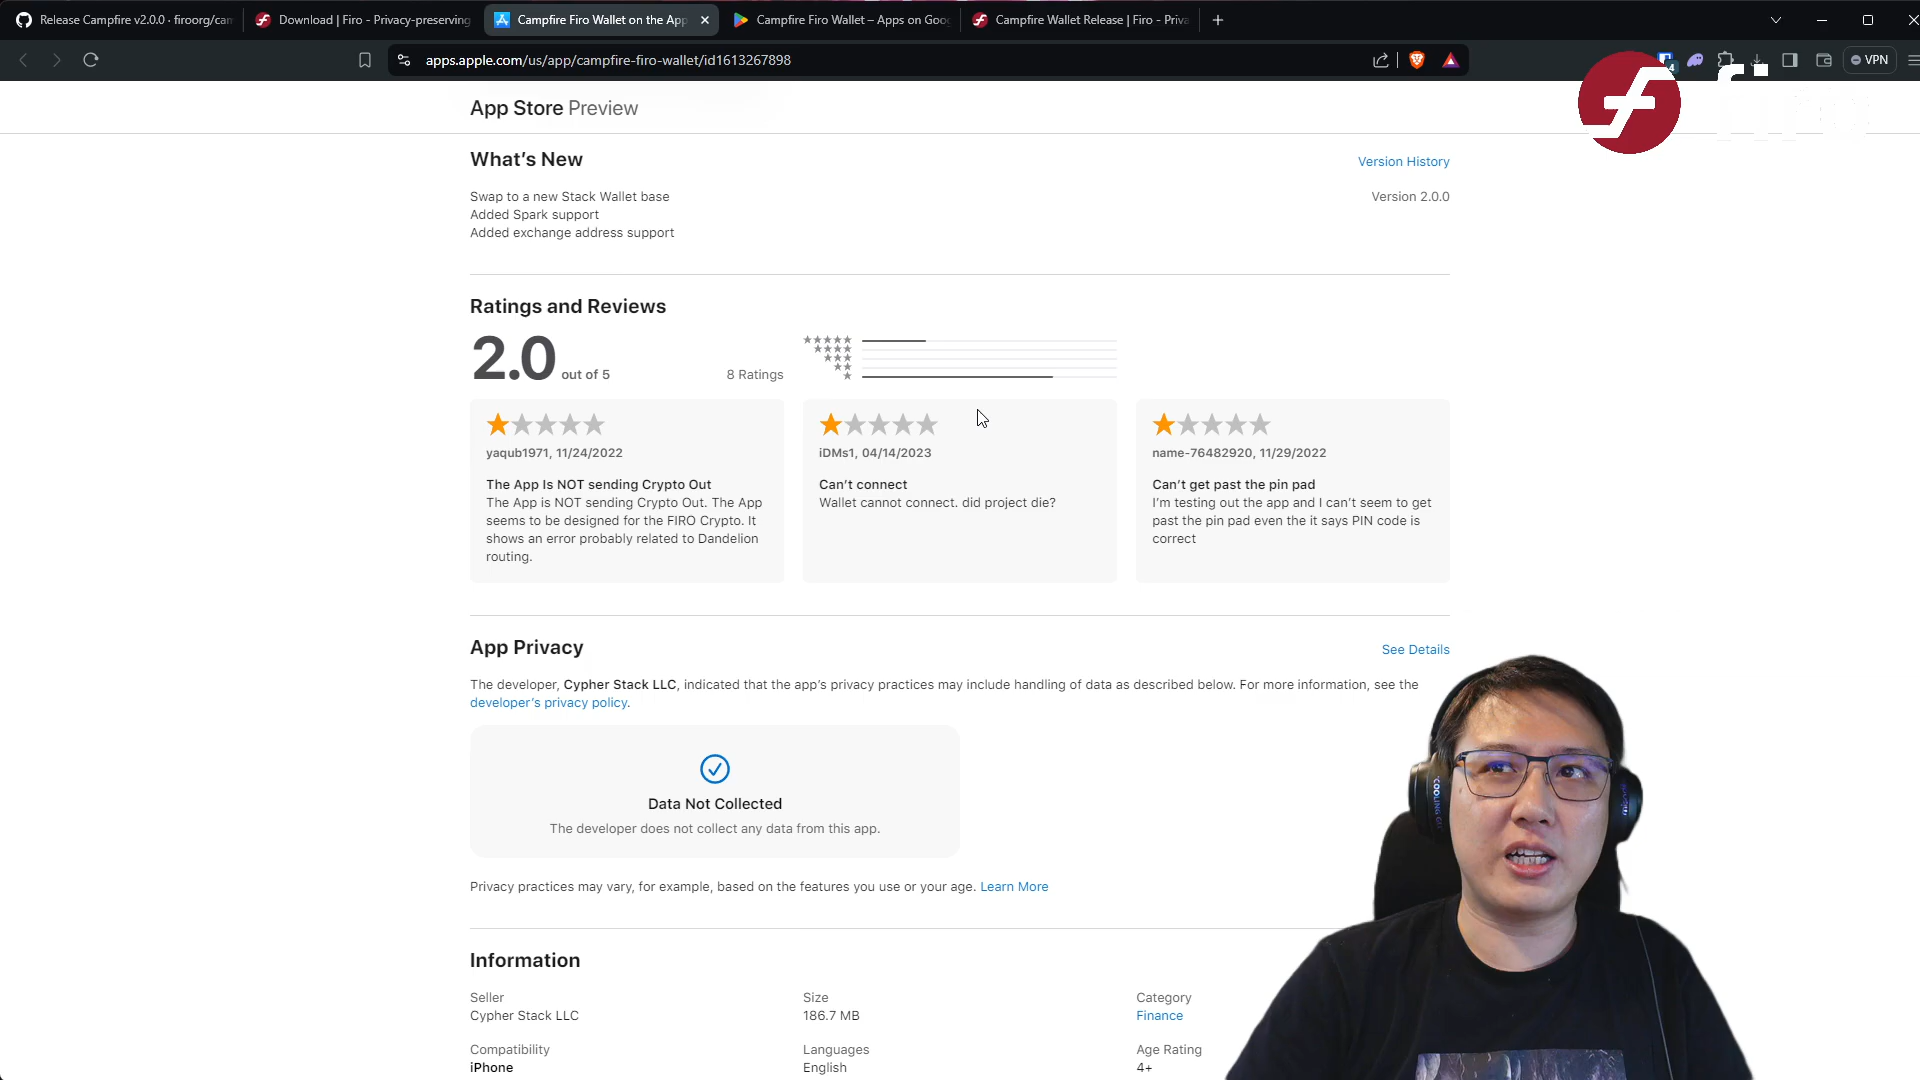 Release Campfire v2.0.0 · firoorg/cam
Download | Firo - Privacy-preserving
Campfire Firo Wallet on the App
Campfire Firo Wallet – Apps on Goo
Campfire Wallet Release | Firo - Priva
apps.apple.com/us/app/campfire-firo-wallet/id1613267898
4
VPN
App Store Preview
What's New
Version History
Swap to a new Stack Wallet base
Version 2.0.0
Added Spark support
Added exchange address support
Ratings and Reviews
2.0 out of 5
8 Ratings
yaqub1971, 11/24/2022
The App Is NOT sending Crypto Out
The App is NOT sending Crypto Out. The App
seems to be designed for the FIRO Crypto. It
shows an error probably related to Dandelion
routing.
iDMs1, 04/14/2023
Can't connect
Wallet cannot connect. did project die?
name-76482920, 11/29/2022
Can't get past the pin pad
I'm testing out the app and I can't seem to get
past the pin pad even the it says PIN code is
correct
App Privacy
See Details
The developer, Cypher Stack LLC, indicated that the app's privacy practices may include handling of data as described below. For more information, see the
developer's privacy policy.
Data Not Collected
The developer does not collect any data from this app.
Privacy practices may vary, for example, based on the features you use or your age. Learn More
Information
Seller
Cypher Stack LLC
Size
186.7 MB
Category
Finance
Compatibility
iPhone
Languages
English
Age Rating
4+